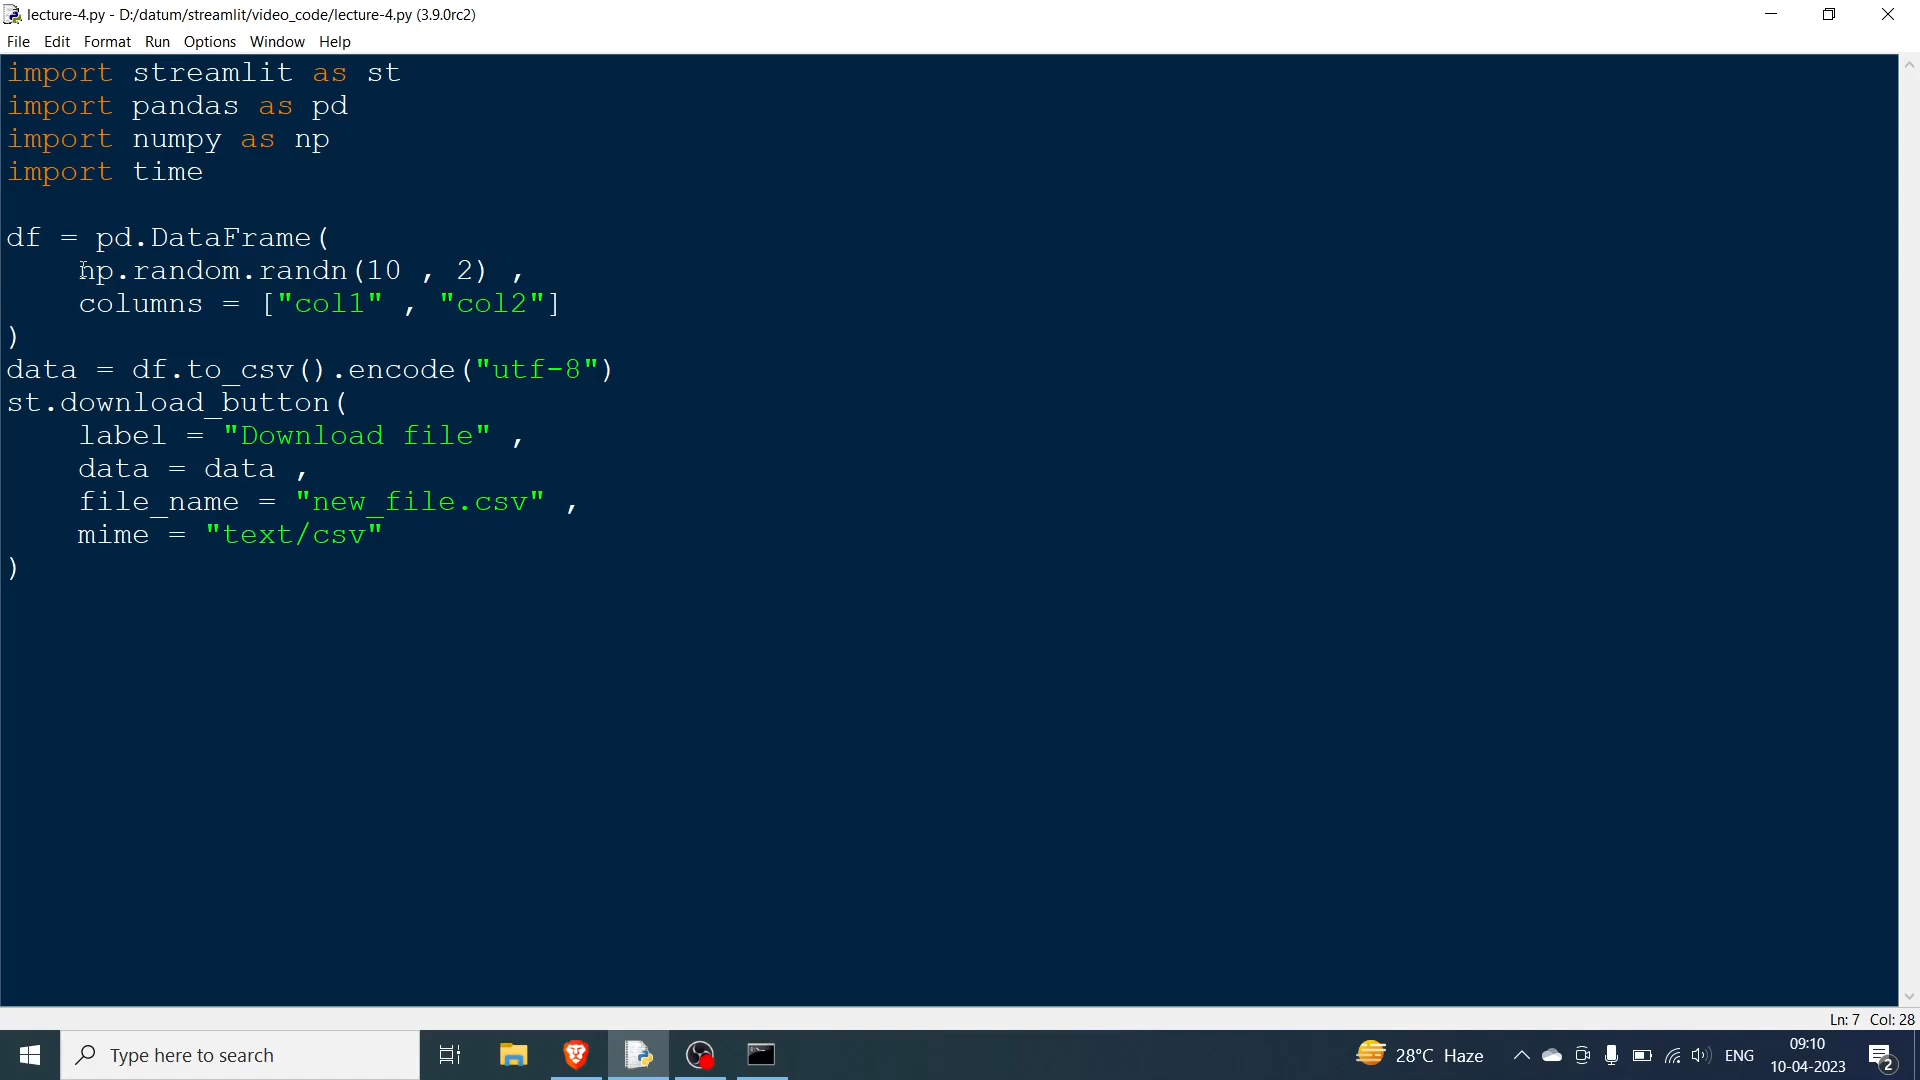 lecture-4.py - D:/datum/streamlit/video_code/lecture-4.py (3.9.0rc2)
File Edit Format Run Options Window Help
import streamlit as st
import pandas as pd
import numpy as np
import time
df = pd.DataFrame(
    np.random.randn(10 , 2) ,
    columns = ["col1" , "col2"]
)
data = df.to_csv().encode("utf-8")
st.download_button(
    label = "Download file" ,
    data = data ,
    file_name = "new_file.csv" ,
    mime = "text/csv"
)
Ln: 7 Col: 28
Type here to search
28°C Haze
ENG
09:10
10-04-2023
2